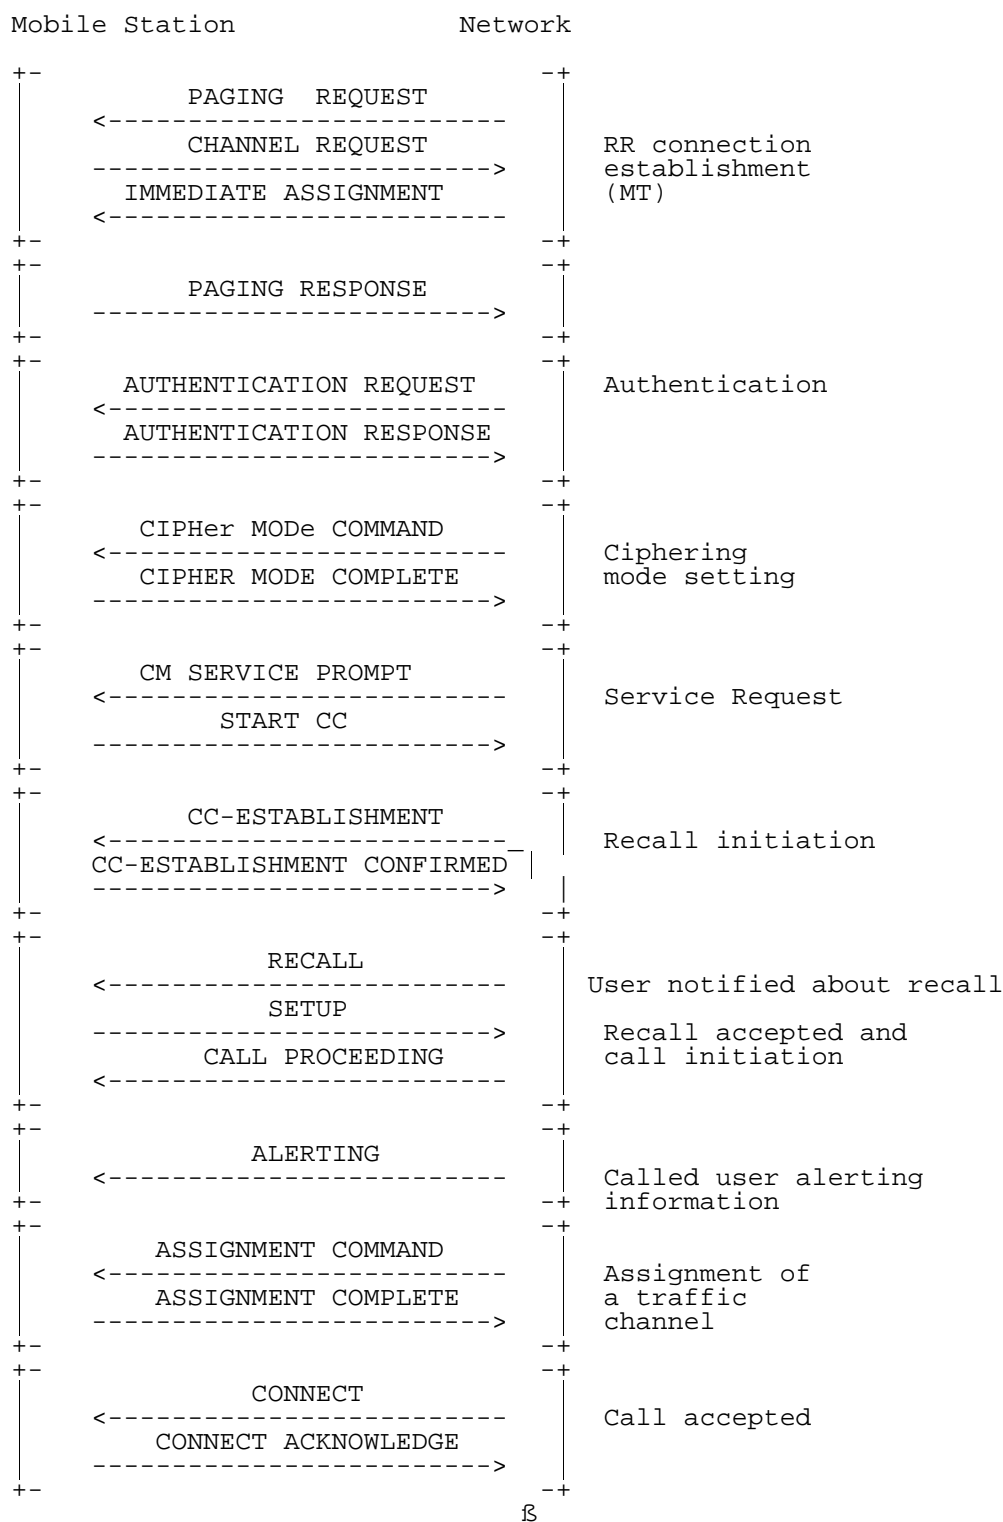 Mobile Station Network
+- -+
PAGING REQUEST
<-------------------------
CHANNEL REQUEST RR connection
-------------------------> establishment
IMMEDIATE ASSIGNMENT (MT)
<-------------------------
+- -+
+- -+
PAGING RESPONSE
------------------------->
+- -+
+- -+
AUTHENTICATION REQUEST Authentication
<-------------------------
AUTHENTICATION RESPONSE
------------------------->
+- -+
+- -+
CIPHer MODe COMMAND
<------------------------- Ciphering
CIPHER MODE COMPLETE mode setting
------------------------->
+- -+
+- -+
CM SERVICE PROMPT
<------------------------- Service Request
START CC
------------------------->
+- -+
+- -+
CC-ESTABLISHMENT
<------------------------- Recall initiation
CC-ESTABLISHMENT CONFIRMED
------------------------->
+- -+
+- -+
RECALL
<------------------------- User notified about recall
SETUP
-------------------------> Recall accepted and
CALL PROCEEDING call initiation
<-------------------------
+- -+
+- -+
ALERTING
<------------------------- Called user alerting
+- -+ information
+- -+
ASSIGNMENT COMMAND
<------------------------- Assignment of
ASSIGNMENT COMPLETE a traffic
-------------------------> channel
+- -+
+- -+
CONNECT
<------------------------- Call accepted
CONNECT ACKNOWLEDGE
------------------------->
+- -+
ß